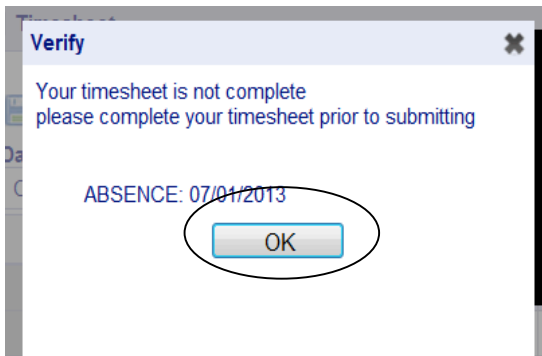 Timesheet
Verify
Your timesheet is not complete
please complete your timesheet prior to submitting
Da
ABSENCE: 07/01/2013
OK